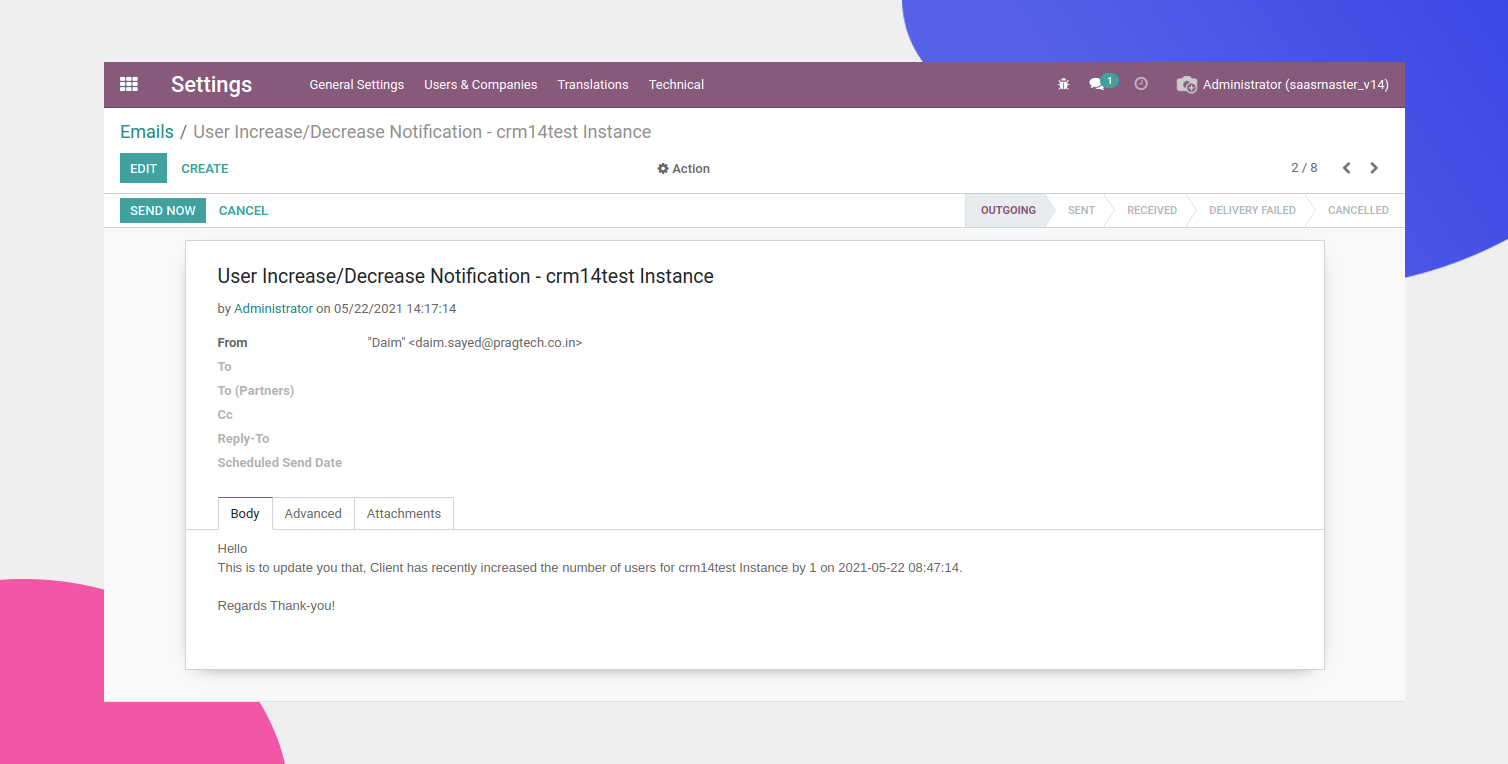 Settings General Settings Users & Companies Translations Technical 1 Administrator (saasmaster_v14)
Emails / User Increase/Decrease Notification - crm14test Instance
EDIT CREATE Action 2 / 8
SEND NOW CANCEL OUTGOING SENT RECEIVED DELIVERY FAILED CANCELLED
User Increase/Decrease Notification - crm14test Instance
by Administrator on 05/22/2021 14:17:14
From "Daim" <daim.sayed@pragtech.co.in>
To
To (Partners)
Cc
Reply-To
Scheduled Send Date
Body Advanced Attachments
Hello
This is to update you that, Client has recently increased the number of users for crm14test Instance by 1 on 2021-05-22 08:47:14.
Regards Thank-you!